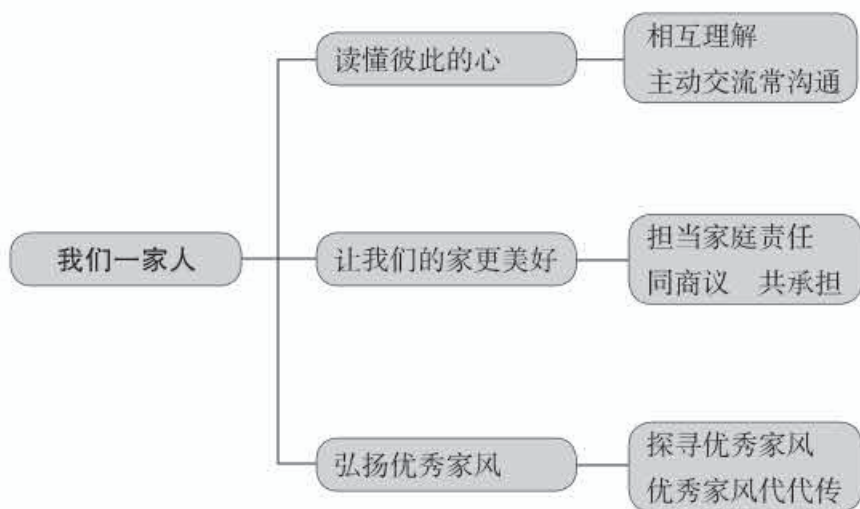 我们一家人
读懂彼此的心
相互理解
主动交流常沟通
让我们的家更美好
担当家庭责任
同商议　共承担
弘扬优秀家风
探寻优秀家风
优秀家风代代传